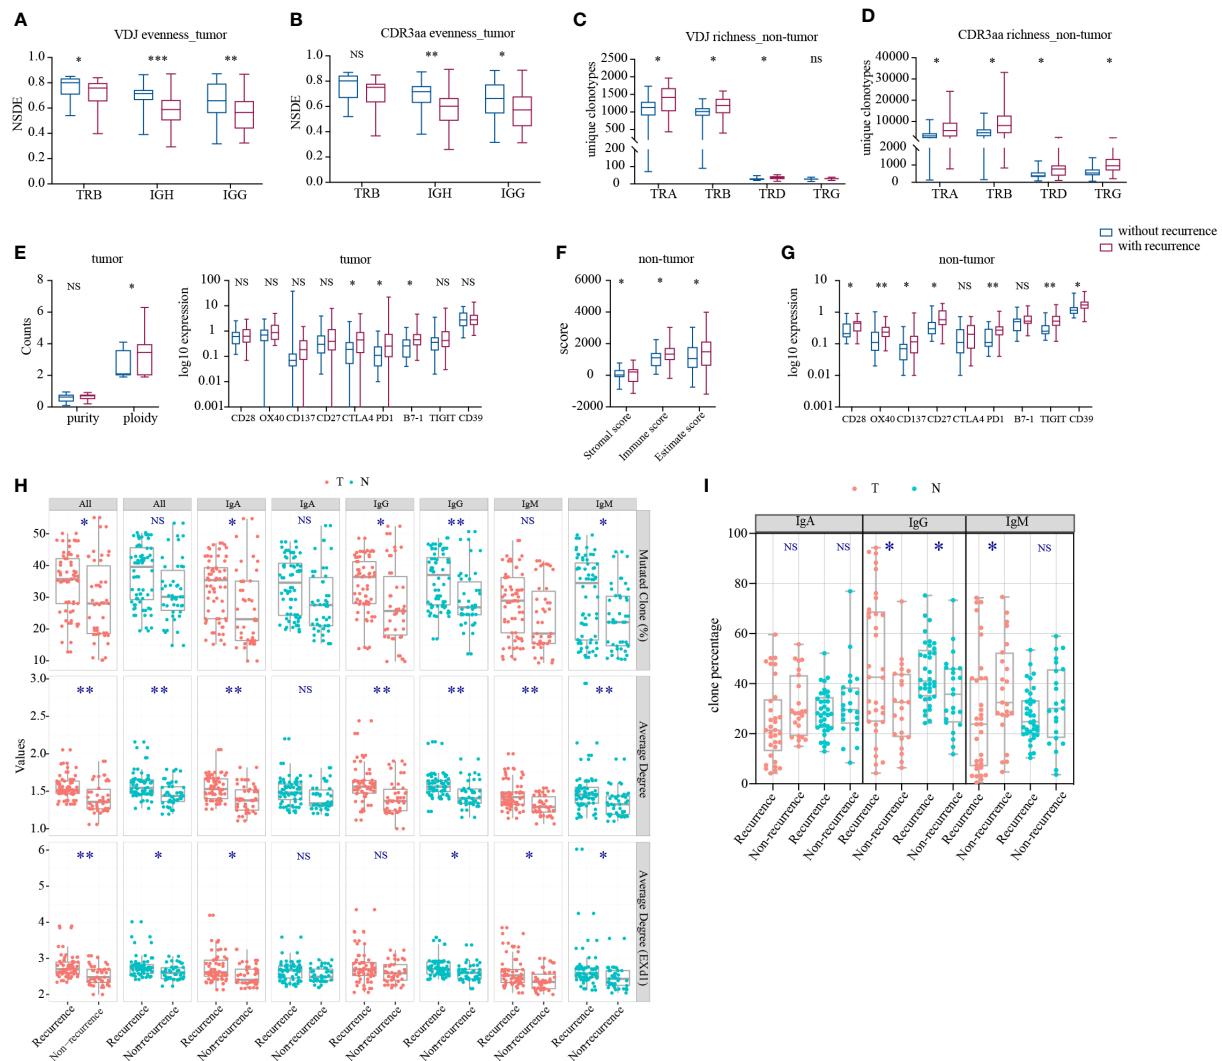 A
VDJ evenness_tumor
NSDE
1.0
0.8
0.6
0.4
0.2
0.0
*
***
**
TRB
IGH
IGG
B
CDR3aa evenness_tumor
NSDE
1.0
0.8
0.6
0.4
0.2
0.0
NS
**
*
TRB
IGH
IGG
C
VDJ richness_non-tumor
unique clonotypes
2500
2000
1500
1000
500
200
100
0
*
*
*
ns
TRA
TRB
TRD
TRG
D
CDR3aa richness_non-tumor
unique clonotypes
40000
30000
20000
10000
2000
1000
0
*
*
*
*
TRA
TRB
TRD
TRG
without recurrence
with recurrence
E
tumor
Counts
8
6
4
2
0
NS
*
purity
ploidy
tumor
log10 expression
100
10
1
0.1
0.01
0.001
NS
NS
NS
NS
*
*
*
NS
NS
CD28
OX40
CD137
CD27
CTLA4
PD1
B7-1
TIGIT
CD39
F
non-tumor
score
6000
4000
2000
0
-2000
*
*
*
Stromal score
Immune score
Estimate score
G
non-tumor
log10 expression
10
1
0.1
0.01
0.001
*
**
*
*
NS
**
NS
**
*
CD28
OX40
CD137
CD27
CTLA4
PD1
B7-1
TIGIT
CD39
H
T
N
All
All
IgA
IgA
IgG
IgG
IgM
IgM
Values
50
40
30
20
10
*
NS
*
NS
*
**
NS
*
Mutated Clone (%)
3.0
2.5
2.0
1.5
1.0
**
**
**
NS
**
**
**
**
Average Degree
6
5
4
3
2
**
*
*
NS
NS
*
*
*
Average Degree (EXd1)
Recurrence
Non-recurrence
Recurrence
Nonrrecurrence
Recurrence
Nonrrecurrence
Recurrence
Nonrrecurrence
Recurrence
Nonrrecurrence
Recurrence
Nonrrecurrence
Recurrence
Nonrrecurrence
Recurrence
Nonrrecurrence
I
T
N
IgA
IgG
IgM
clone percentage
100
80
60
40
20
0
NS
NS
*
*
*
NS
Recurrence
Non-recurrence
Recurrence
Non-recurrence
Recurrence
Non-recurrence
Recurrence
Non-recurrence
Recurrence
Non-recurrence
Recurrence
Non-recurrence